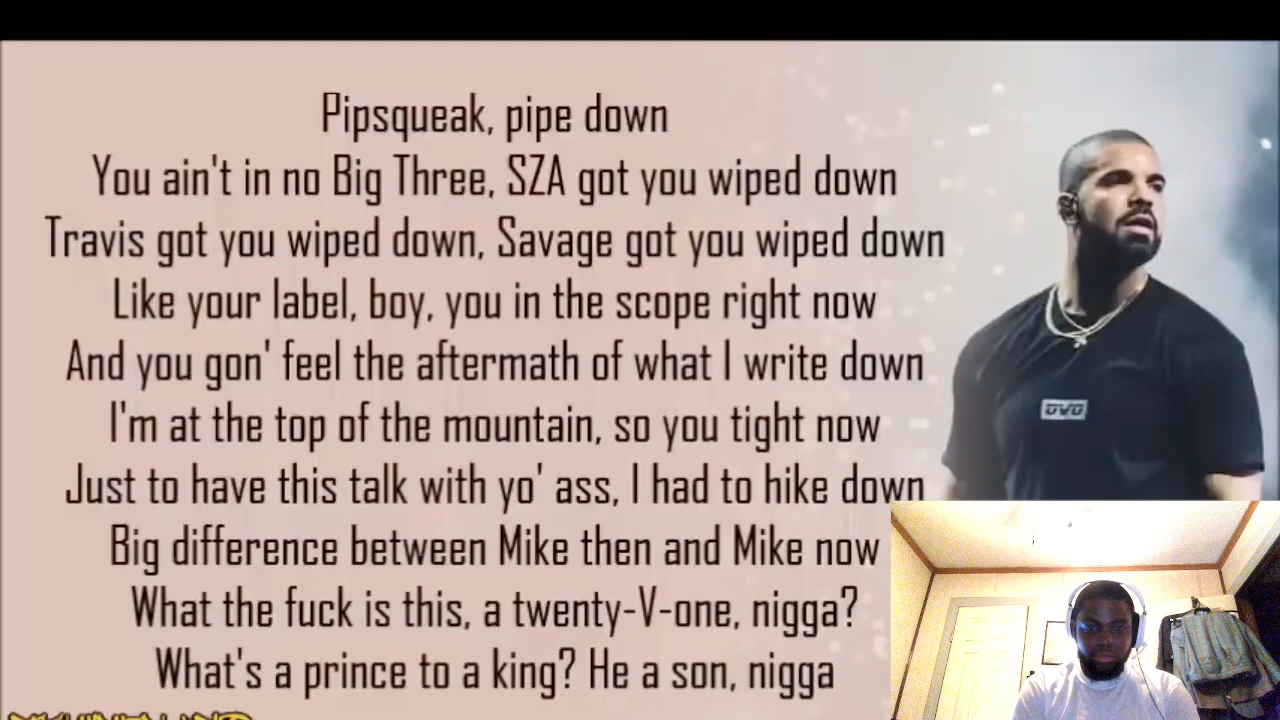 Pipsqueak, pipe down
You ain't in no Big Three, SZA got you wiped down
Travis got you wiped down, Savage got you wiped down
Like your label, boy, you in the scope right now
And you gon' feel the aftermath of what I write down
I'm at the top of the mountain, so you tight now
Just to have this talk with yo' ass, I had to hike down
Big difference between Mike then and Mike now
What the fuck is this, a twenty-V-one, nigga?
What's a prince to a king? He a son, nigga
OVO